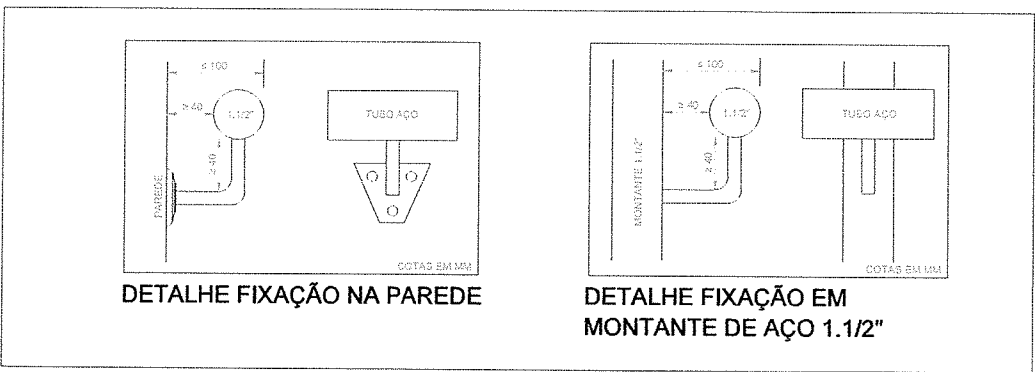 ≤ 100
≥ 40
1.1/2"
≥ 40
PAREDE
TUBO AÇO
COTAS EM MM
DETALHE FIXAÇÃO NA PAREDE
≤ 100
≥ 40
1.1/2"
≥ 40
MONTANTE 1.1/2"
TUBO AÇO
COTAS EM MM
DETALHE FIXAÇÃO EM
MONTANTE DE AÇO 1.1/2"